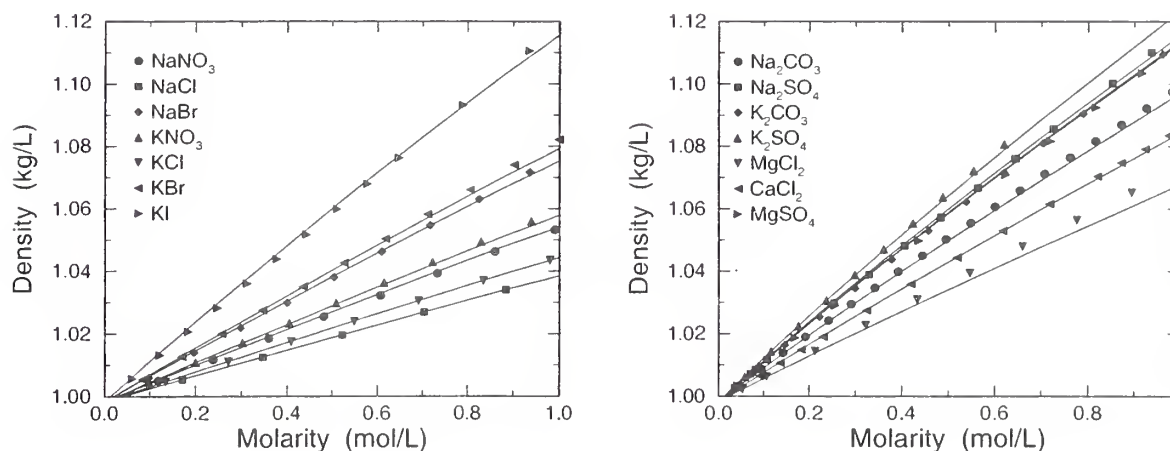 1.12
1.10
1.08
1.06
1.04
1.02
1.00
Density (kg/L)
NaNO₃
NaCl
NaBr
KNO₃
KCl
KBr
KI
0.0 0.2 0.4 0.6 0.8 1.0
Molarity (mol/L)
1.12
1.10
1.08
1.06
1.04
1.02
1.00
Density (kg/L)
Na₂CO₃
Na₂SO₄
K₂CO₃
K₂SO₄
MgCl₂
CaCl₂
MgSO₄
0.0 0.2 0.4 0.6 0.8
Molarity (mol/L)